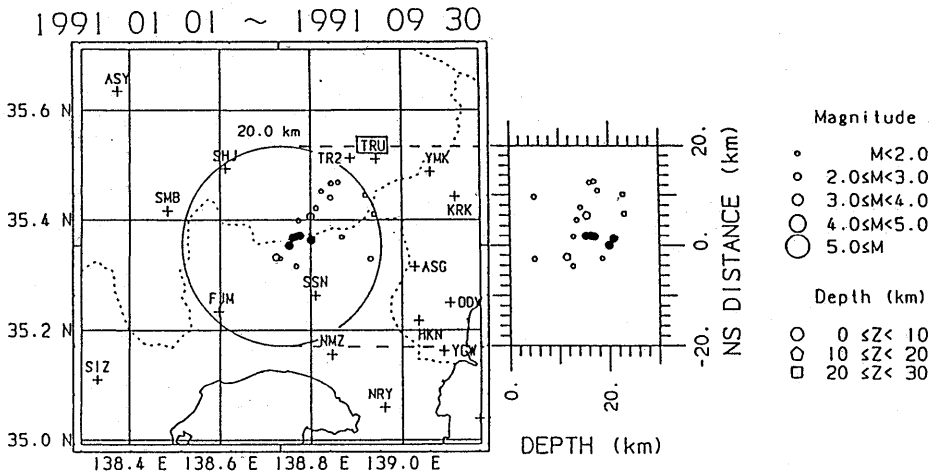 1991 01 01 ~ 1991 09 30
ASY
35.6 N
20.0 km
SHJ
TR2
TRU
YMK
SMB
KRK
35.4 N
ASG
SSN
FJM
ODW
35.2 N
HKN
NMZ
YGW
SIZ
NRY
35.0 N
138.4 E 138.6 E 138.8 E 139.0 E
20.
0.
-20.
NS DISTANCE (km)
0.
20.
DEPTH (km)
Magnitude
M<2.0
2.0≤M<3.0
3.0≤M<4.0
4.0≤M<5.0
5.0≤M
Depth (km)
0 ≤Z< 10
10 ≤Z< 20
20 ≤Z< 30